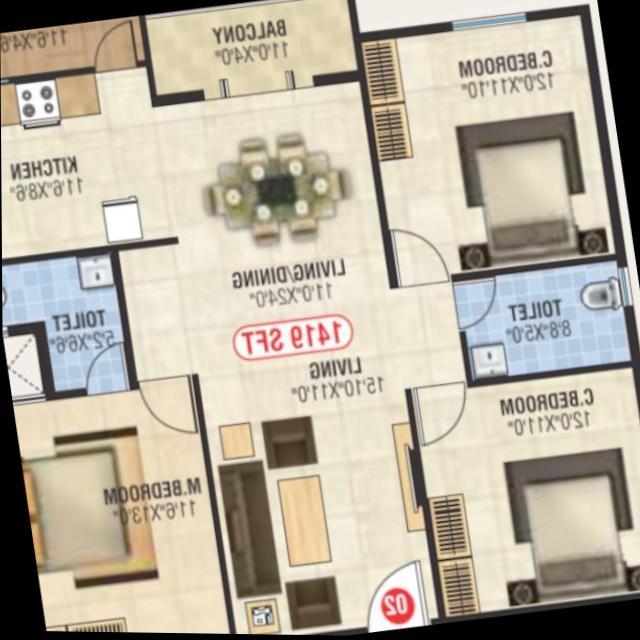 11'6"X4'6"
BALCONY
11'0"X4'0"
C.BEDROOM
12'0"X11'10"
KITCHEN
11'6"X8'6"
LIVING/DINING
11'0"X24'0"
TOILET
5'2"X6'6"
TOILET
8'8"X5'0"
1419 SFT
LIVING
15'10"X11'0"
C.BEDROOM
12'0"X11'0"
M.BEDROOM
11'6"X13'0"
02